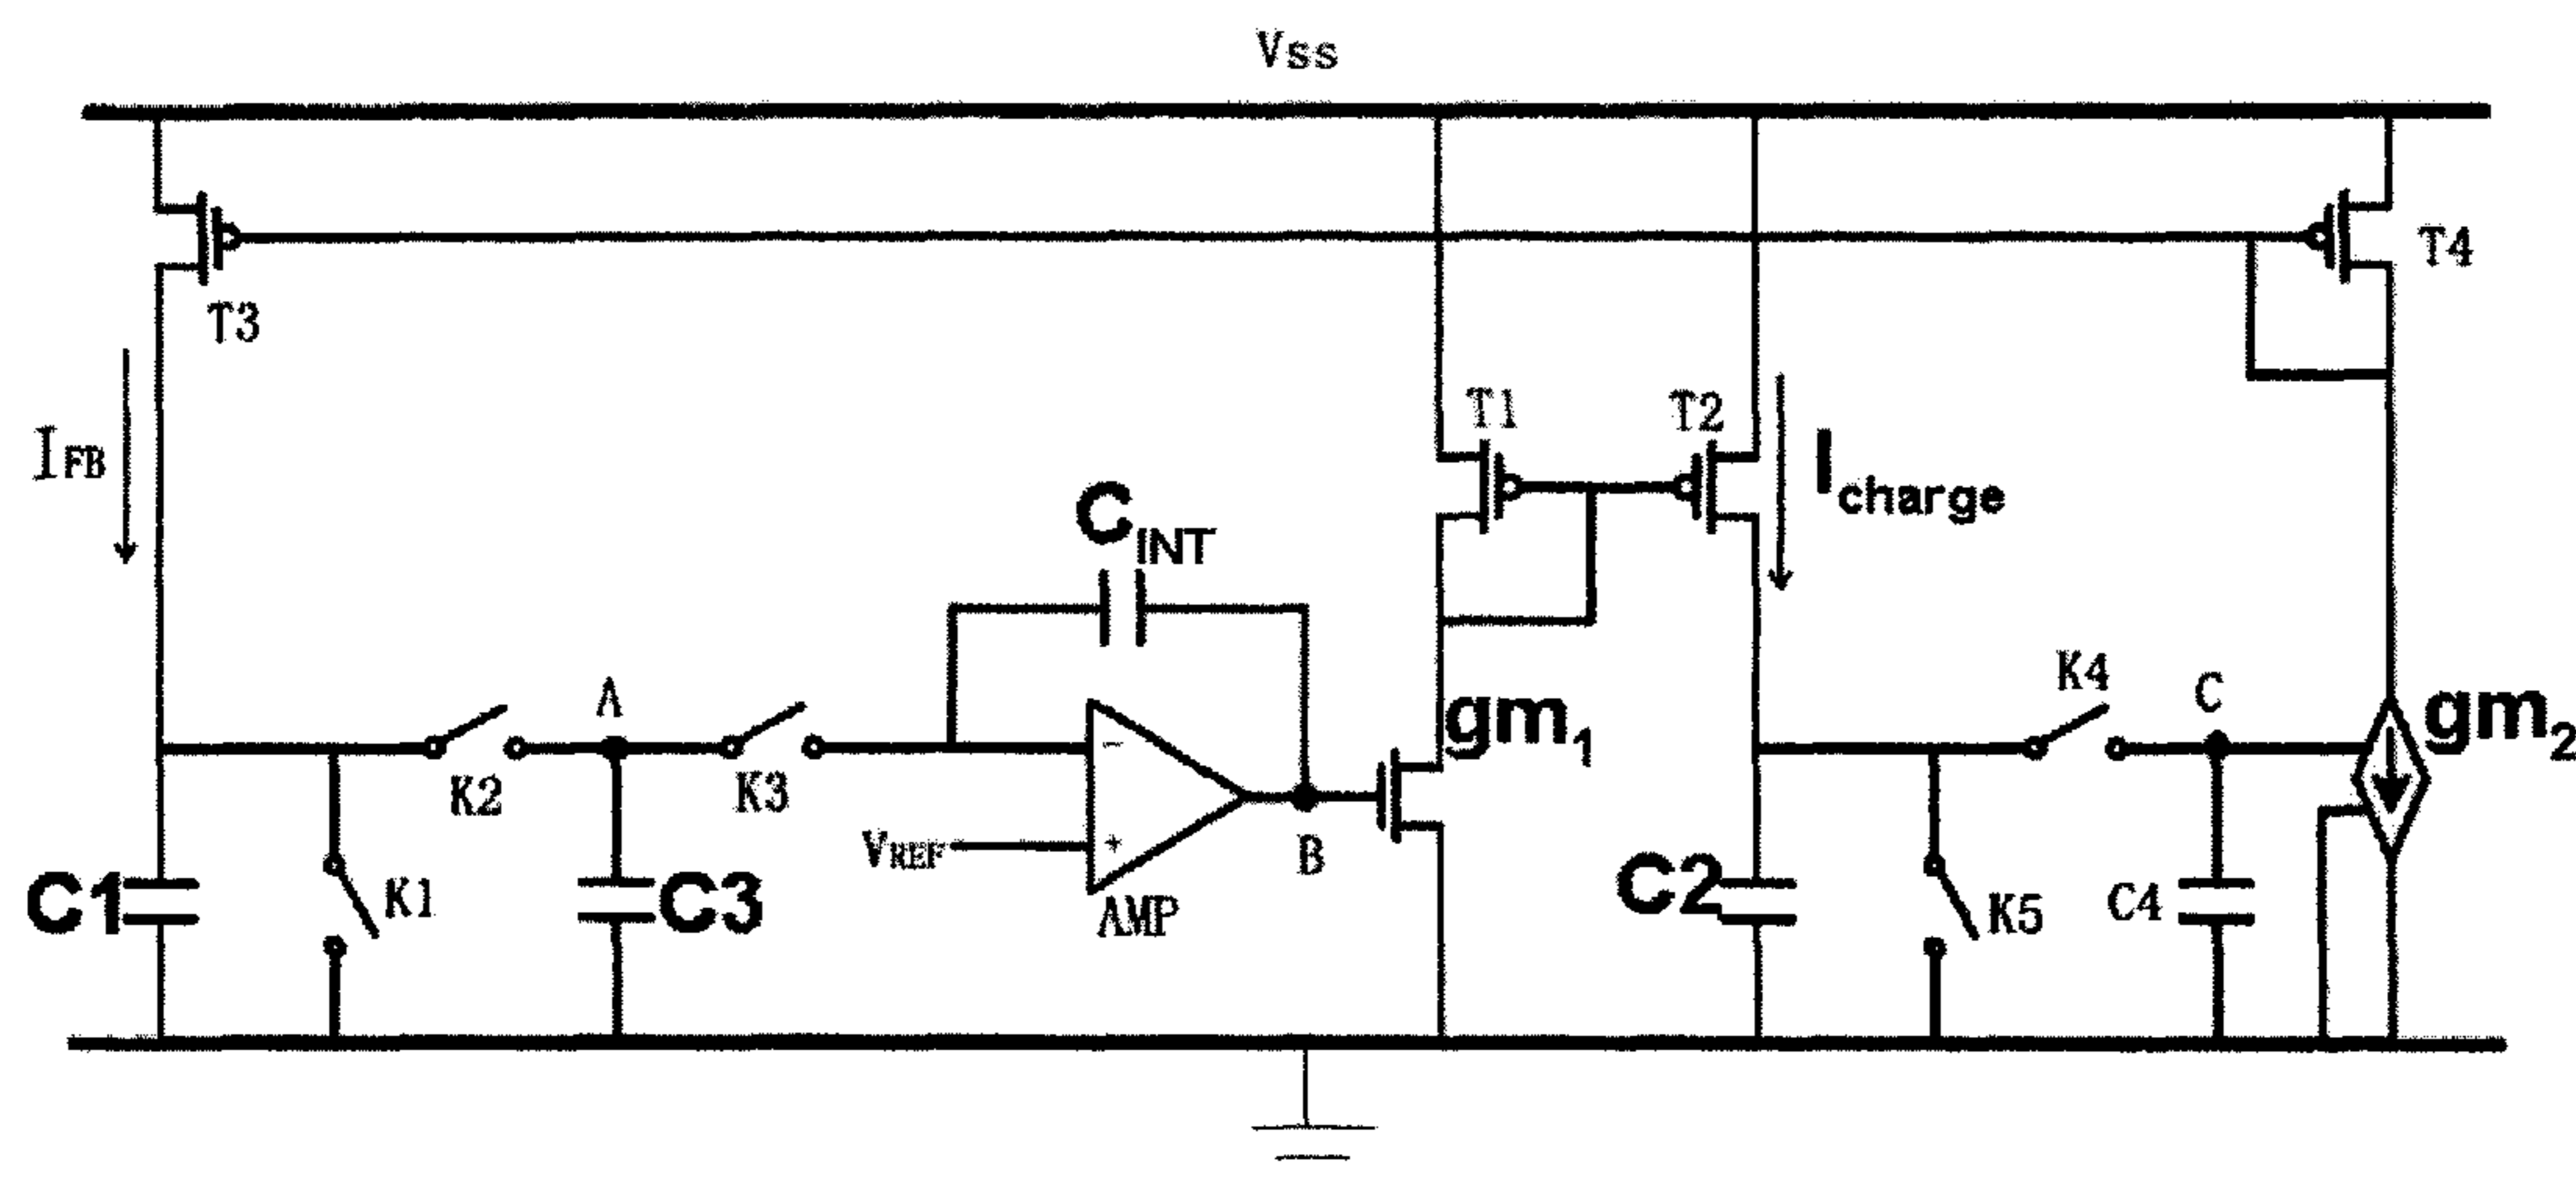 Vss
T3
T4
IFB
T1
T2
Icharge
CINT
A
K2
K3
VREF
-
+
AMP
B
gm1
K4
C
gm2
C1
K1
C3
C2
K5
C4